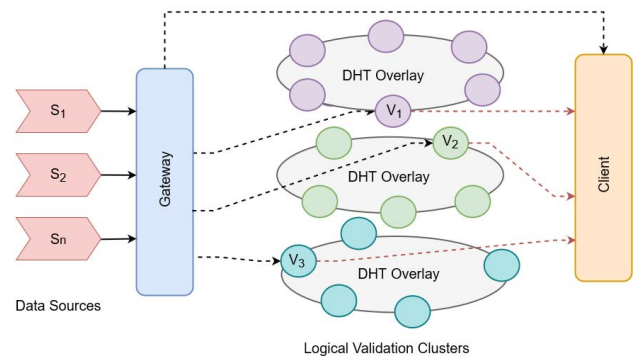 S1
S2
Sn
Data Sources
Gateway
DHT Overlay
V1
V2
DHT Overlay
V3
DHT Overlay
Logical Validation Clusters
Client